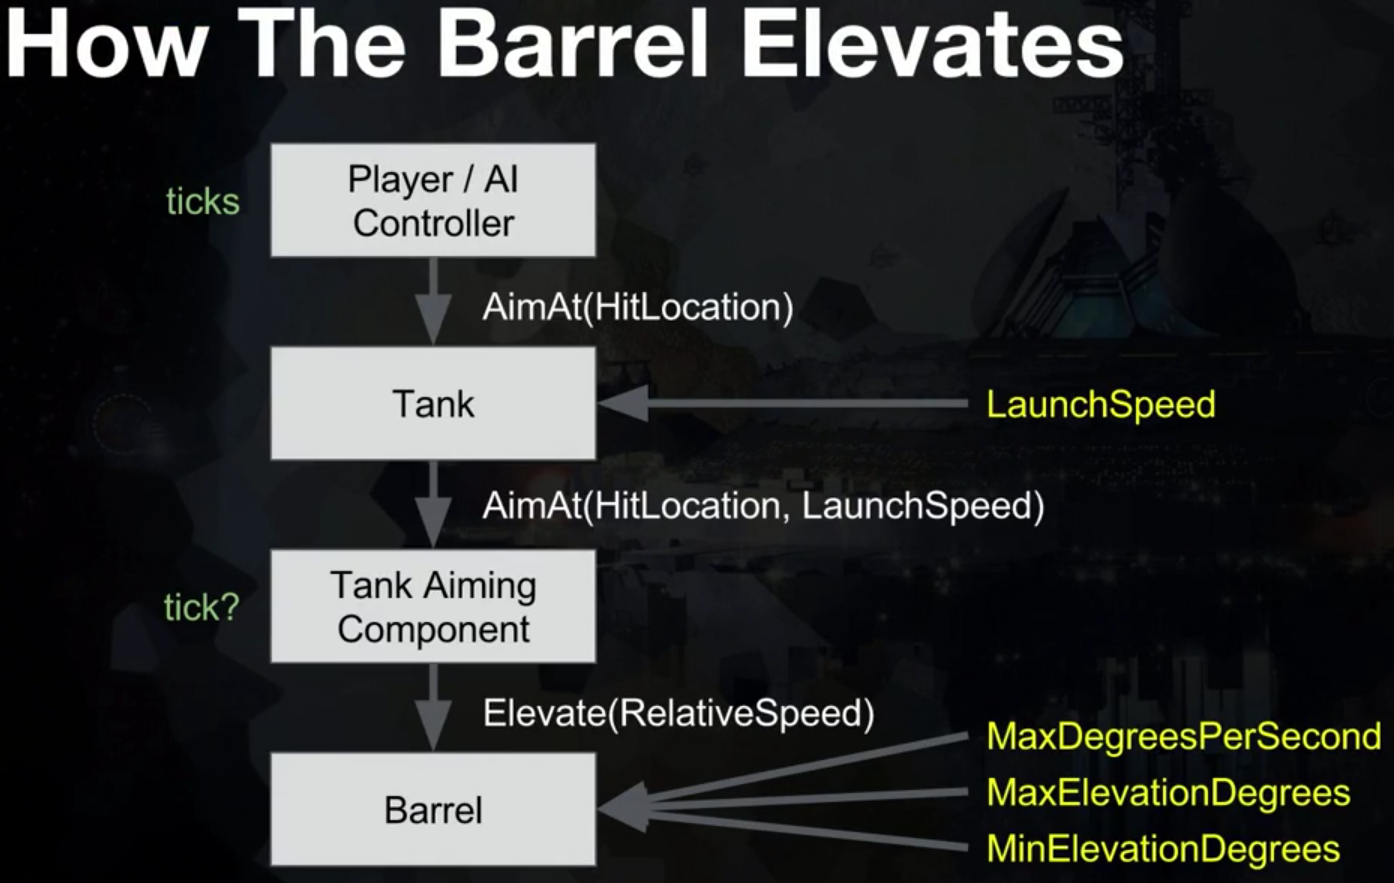 How The Barrel Elevates
ticks
Player / AI
Controller
AimAt(HitLocation)
Tank
LaunchSpeed
AimAt(HitLocation, LaunchSpeed)
tick?
Tank Aiming
Component
Elevate(RelativeSpeed)
MaxDegreesPerSecond
MaxElevationDegrees
Barrel
MinElevationDegrees